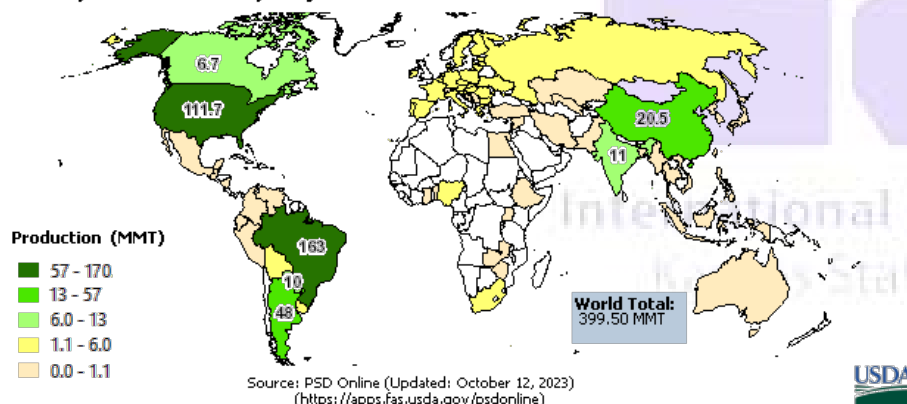 6.7
111.7
20.5
11
163
10
48
Production (MMT)
57 - 170
13 - 57
6.0 - 13
1.1 - 6.0
0.0 - 1.1
World Total:
399.50 MMT
International
Source: PSD Online (Updated: October 12, 2023)
(https://apps.fas.usda.gov/psdonline)
USDA